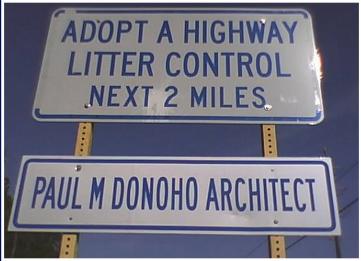 ADOPT A HIGHWAY
LITTER CONTROL
NEXT 2 MILES
PAUL M DONOHO ARCHITECT